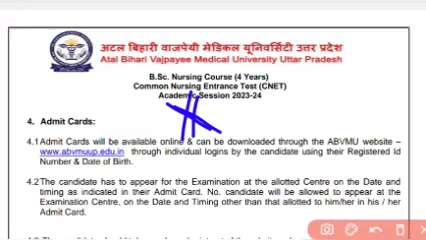 अटल बिहारी वाजपेयी मेडिकल यूनिवर्सिटी उत्तर प्रदेश
Atal Bihari Vajpayee Medical University Uttar Pradesh
B.Sc. Nursing Course (4 Years)
Common Nursing Entrance Test (CNET)
Academic Session 2023-24
4. Admit Cards:
4.1 Admit Cards will be available online & can be downloaded through the ABVMU website –
www.abvmuup.edu.in through individual logins by the candidate using their Registered Id
Number & Date of Birth.
4.2 The candidate has to appear for the Examination at the allotted Centre on the Date and
timing as indicated in their Admit Card. No candidate will be allowed to appear at the
Examination Centre, on the Date and Timing other than that allotted to him/her in his / her
Admit Card.